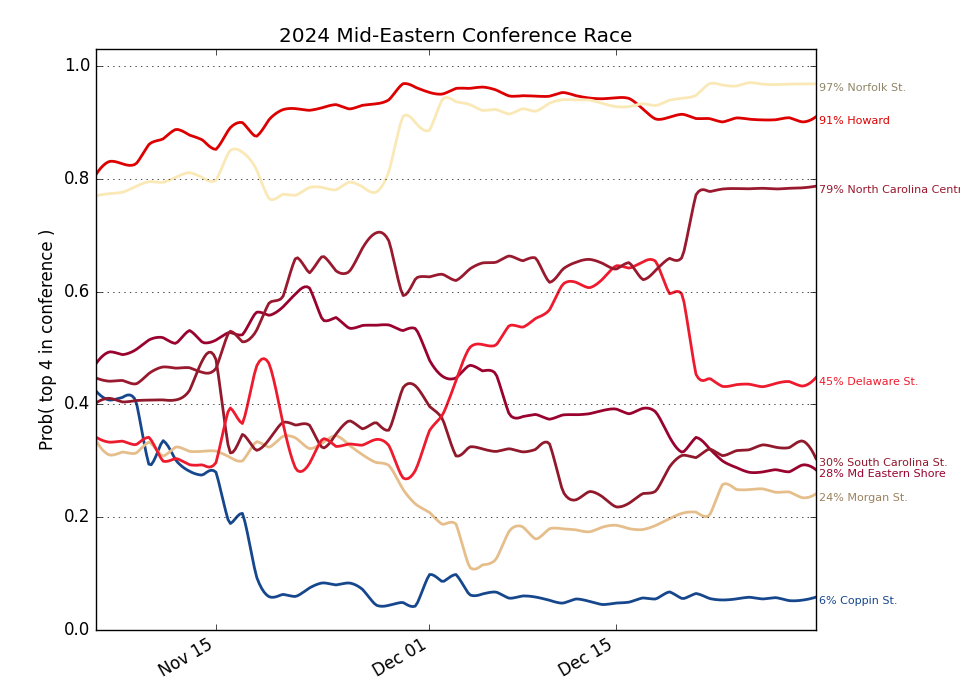 2024 Mid-Eastern Conference Race
Prob( top 4 in conference )
1.0
0.8
0.6
0.4
0.2
0.0
Nov 15
Dec 01
Dec 15
97% Norfolk St.
91% Howard
79% North Carolina Centr
45% Delaware St.
30% South Carolina St.
28% Md Eastern Shore
24% Morgan St.
6% Coppin St.